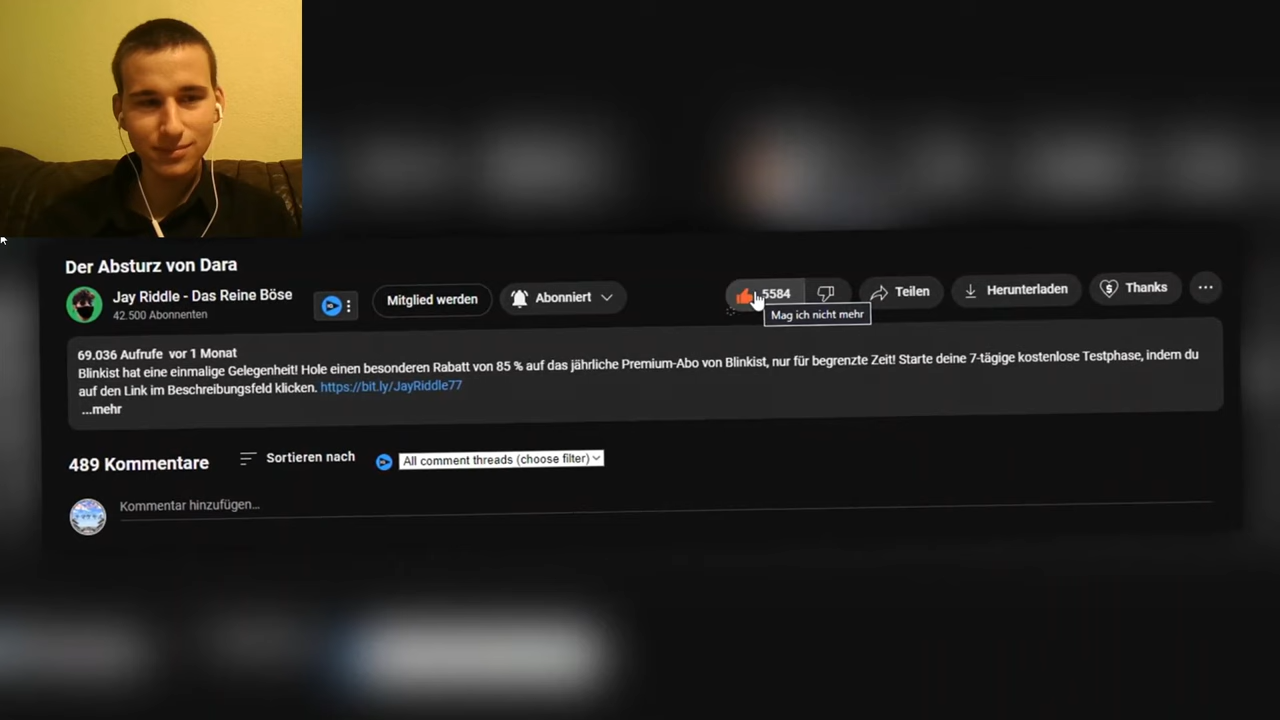 Der Absturz von Dara
Jay Riddle - Das Reine Böse
42.500 Abonnenten
Mitglied werden
Abonniert
5584
Teilen
Herunterladen
Thanks
Mag ich nicht mehr
69.036 Aufrufe vor 1 Monat
Blinkist hat eine einmalige Gelegenheit! Hole einen besonderen Rabatt von 85 % auf das jährliche Premium-Abo von Blinkist, nur für begrenzte Zeit! Starte deine 7-tägige kostenlose Testphase, indem du
auf den Link im Beschreibungsfeld klicken. https://bit.ly/JayRiddle77
...mehr
489 Kommentare
Sortieren nach
All comment threads (choose filter)
Kommentar hinzufügen...